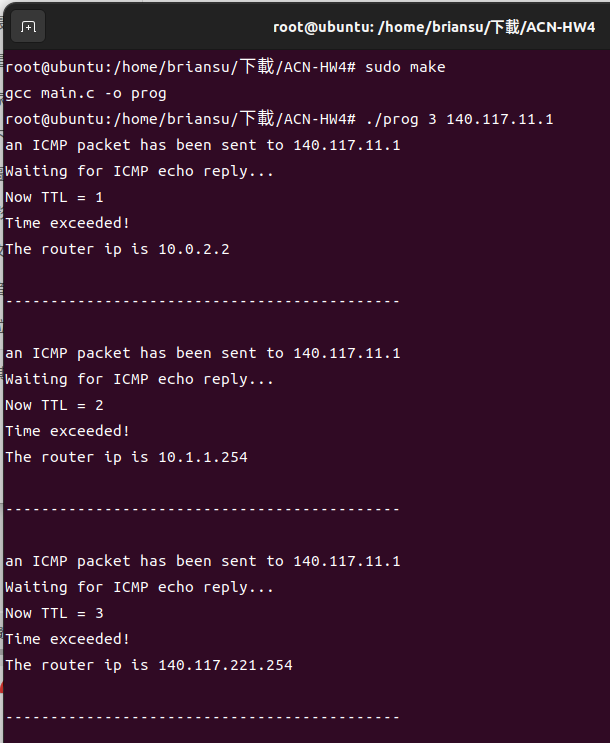 root@ubuntu: /home/briansu/下載/ACN-HW4
root@ubuntu:/home/briansu/下載/ACN-HW4# sudo make
gcc main.c -o prog
root@ubuntu:/home/briansu/下載/ACN-HW4# ./prog 3 140.117.11.1
an ICMP packet has been sent to 140.117.11.1
Waiting for ICMP echo reply...
Now TTL = 1
Time exceeded!
The router ip is 10.0.2.2
--------------------------------------------
an ICMP packet has been sent to 140.117.11.1
Waiting for ICMP echo reply...
Now TTL = 2
Time exceeded!
The router ip is 10.1.1.254
--------------------------------------------
an ICMP packet has been sent to 140.117.11.1
Waiting for ICMP echo reply...
Now TTL = 3
Time exceeded!
The router ip is 140.117.221.254
--------------------------------------------